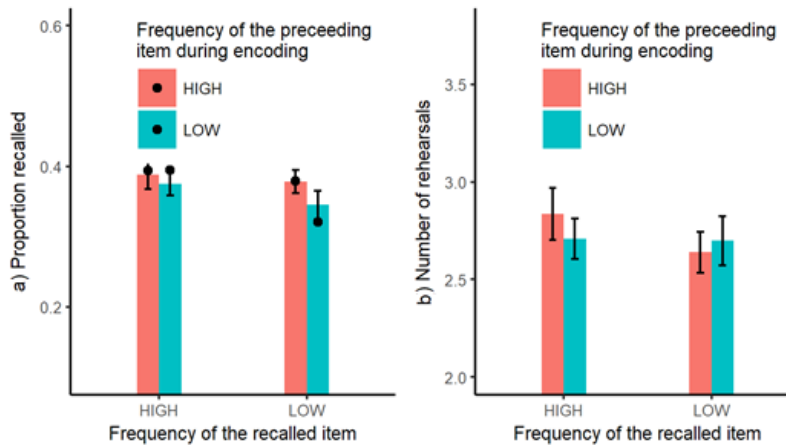 Frequency of the preceeding
item during encoding
HIGH
LOW
0.6
0.4
0.2
a) Proportion recalled
HIGH
LOW
Frequency of the recalled item
Frequency of the preceeding
item during encoding
HIGH
LOW
3.5
3.0
2.5
2.0
b) Number of rehearsals
HIGH
LOW
Frequency of the recalled item